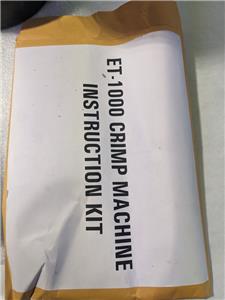 ET-1000 CRIMP MACHINE
INSTRUCTION KIT